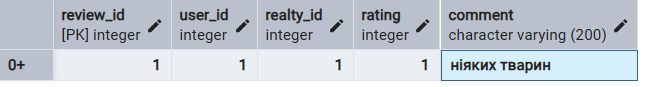 review_id user_id realty_id rating comment
[PK] integer integer integer integer character varying (200)
0+ 1 1 1 1 ніяких тварин